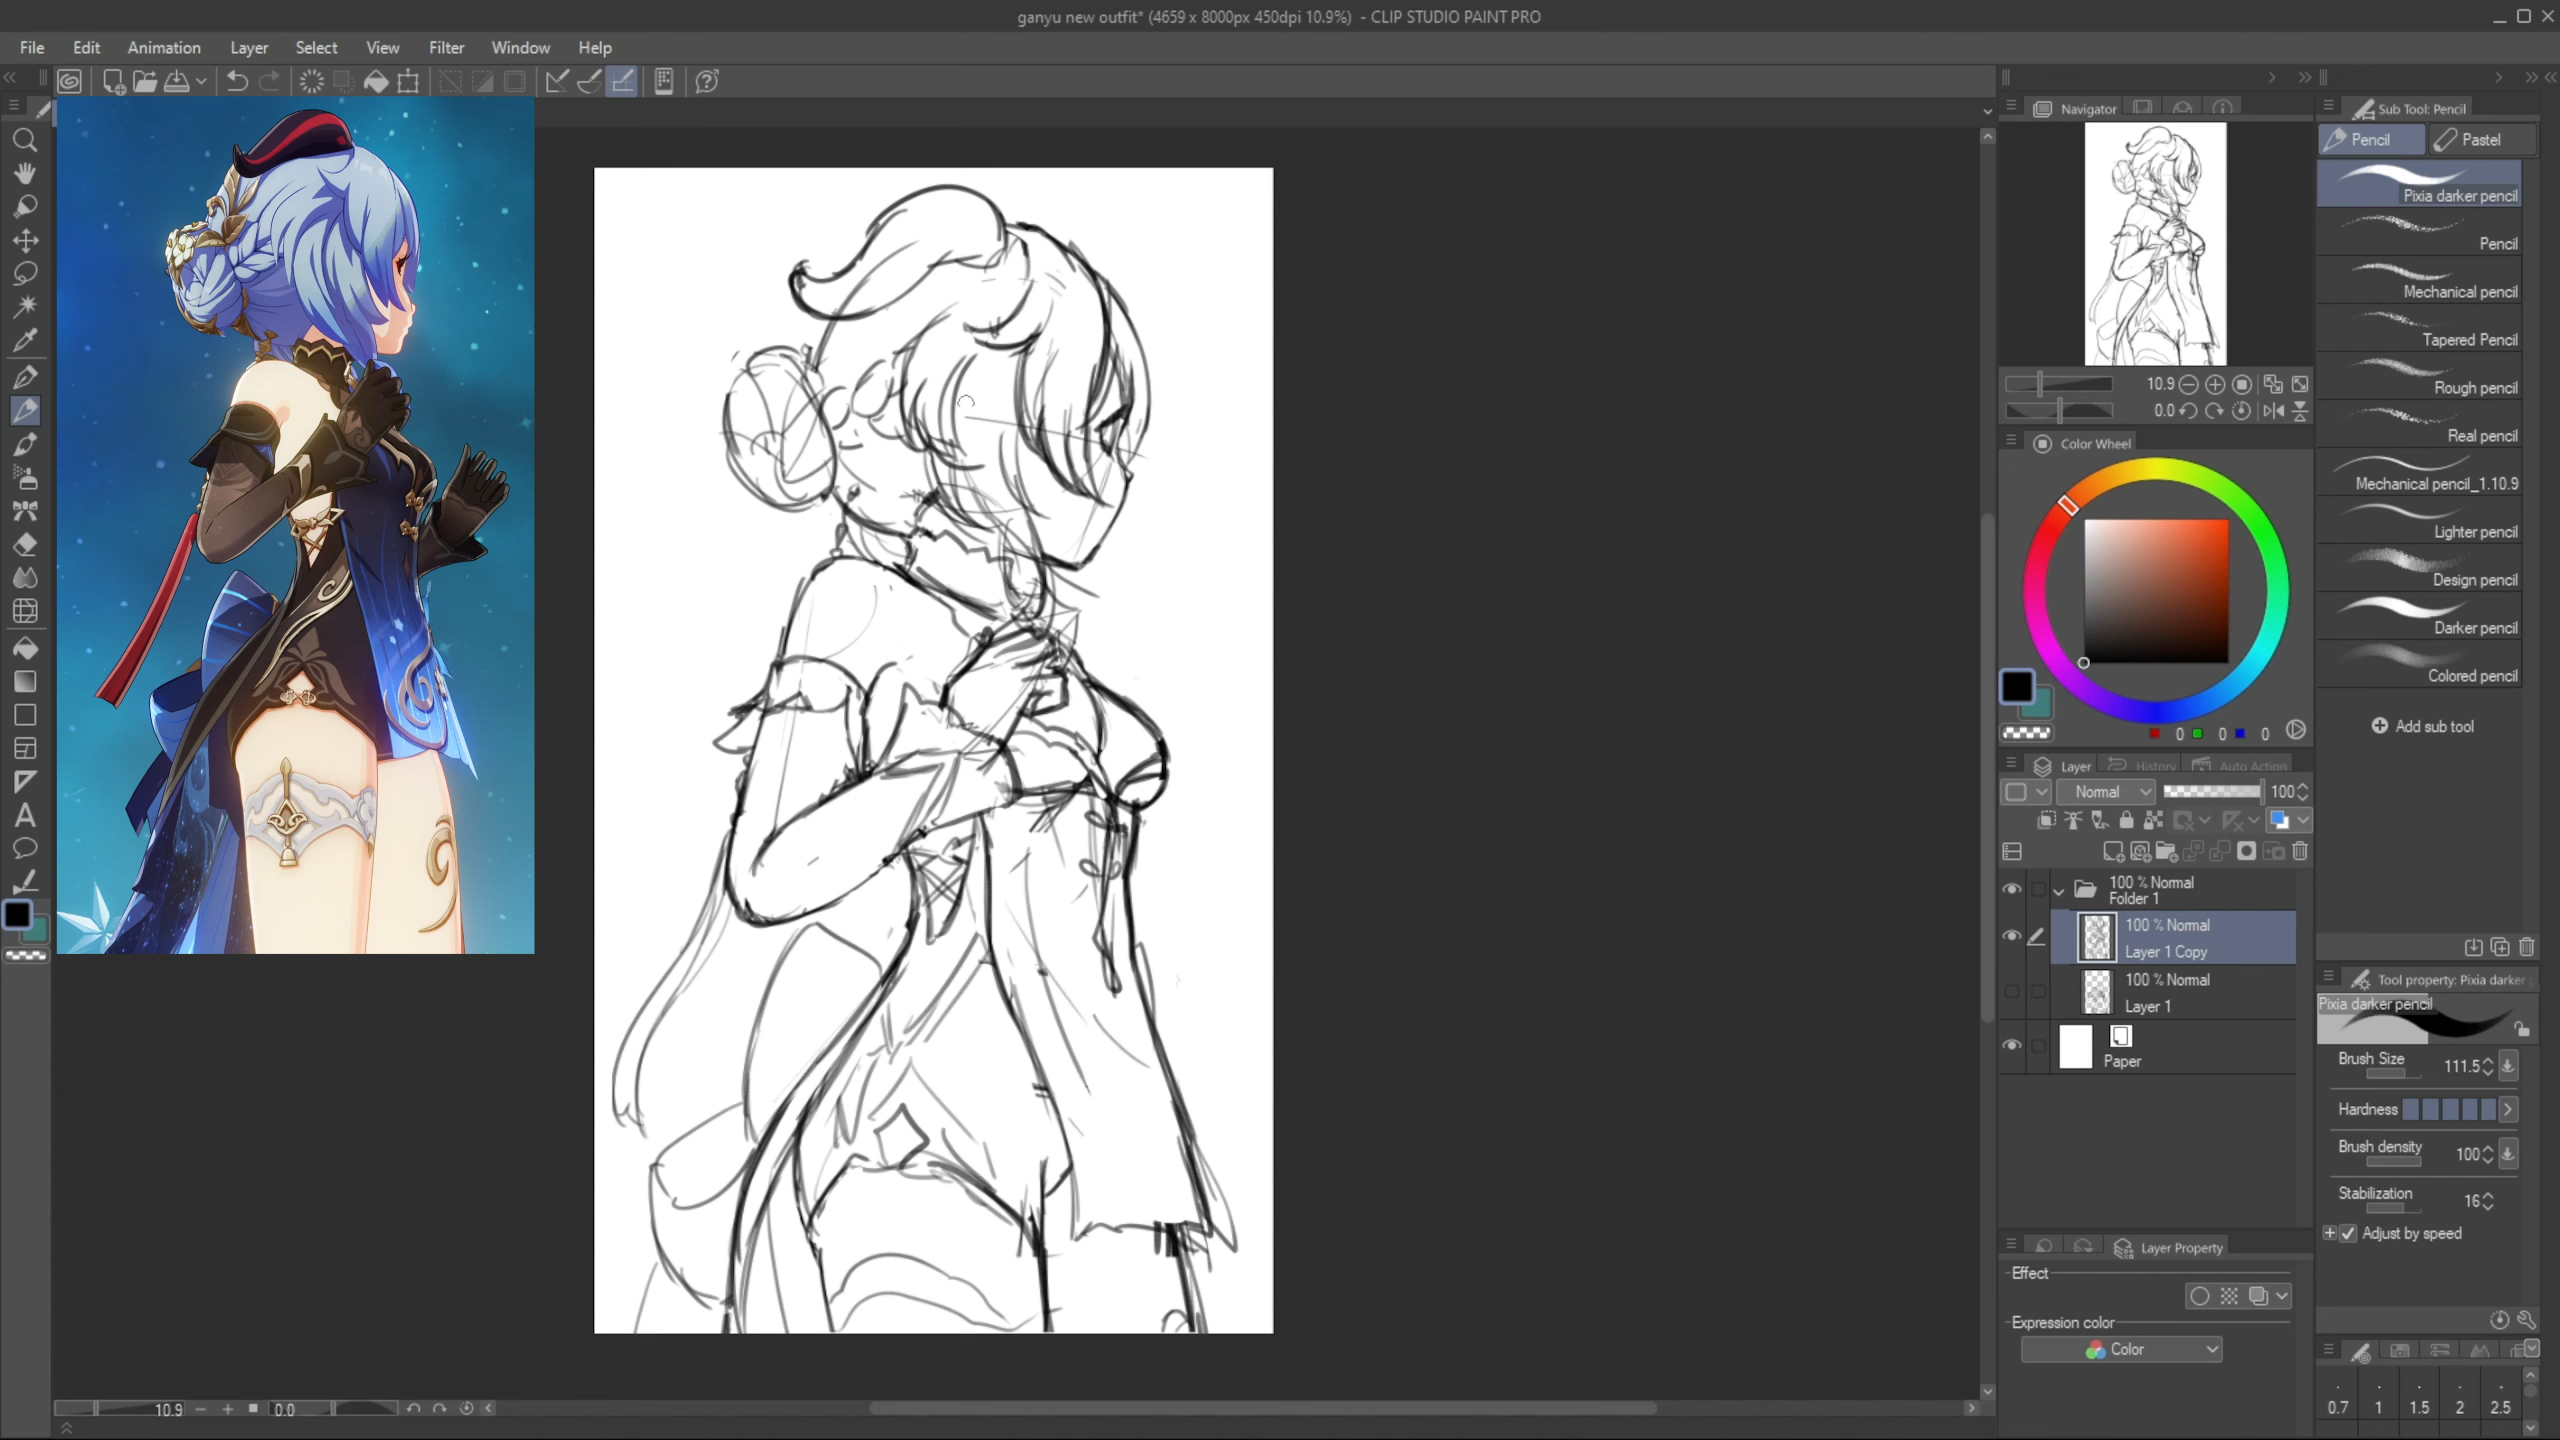 ganyu new outfit* (4659 x 8000px 450dpi 10.9%) - CLIP STUDIO PAINT PRO
File Edit Animation Layer Select View Filter Window Help
Navigator
10.9
0.0
Color Wheel
0 0 0
Layer History Auto Action
Normal 100
100 % Normal
Folder 1
100 % Normal
Layer 1 Copy
100 % Normal
Layer 1
Paper
Layer Property
Effect
Expression color
Color
Sub Tool: Pencil
Pencil Pastel
Pixia darker pencil
Pencil
Mechanical pencil
Tapered Pencil
Rough pencil
Real pencil
Mechanical pencil_1.10.9
Lighter pencil
Design pencil
Darker pencil
Colored pencil
Add sub tool
Tool property: Pixia darker
Pixia darker pencil
Brush Size 111.5
Hardness
Brush density 100
Stabilization 16
Adjust by speed
0.7 1 1.5 2 2.5
10.9 0.0